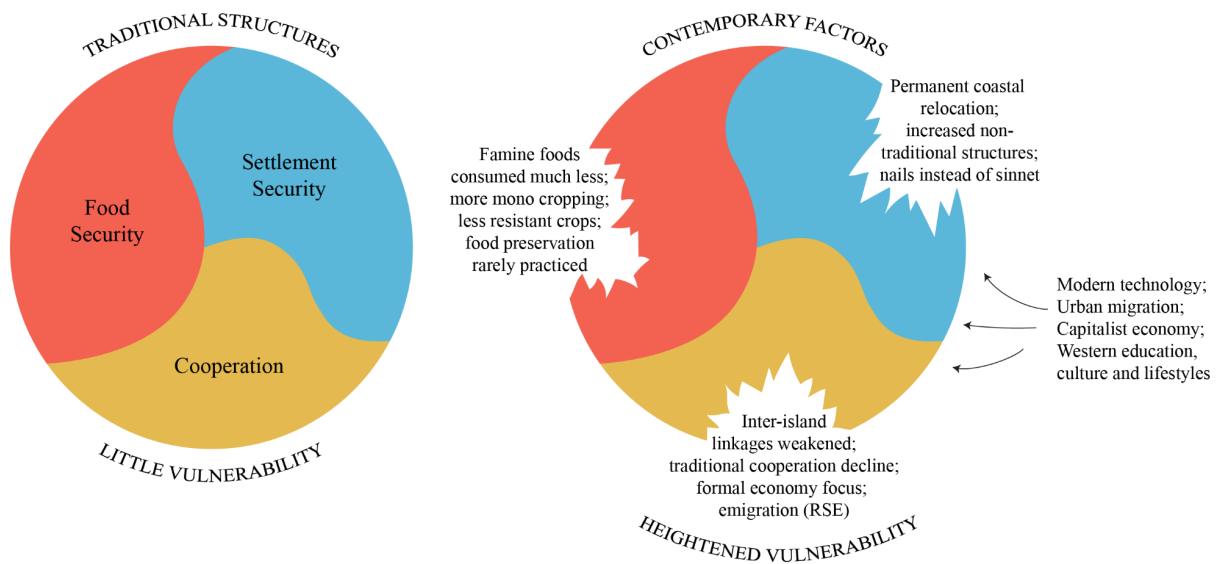 TRADITIONAL STRUCTURES
Food
Security
Settlement
Security
Cooperation
LITTLE VULNERABILITY
CONTEMPORARY FACTORS
Famine foods
consumed much less;
more mono cropping;
less resistant crops;
food preservation
rarely practiced
Permanent coastal
relocation;
increased non-
traditional structures;
nails instead of sinnet
Inter-island
linkages weakened;
traditional cooperation decline;
formal economy focus;
emigration (RSE)
HEIGHTENED VULNERABILITY
Modern technology;
Urban migration;
Capitalist economy;
Western education,
culture and lifestyles